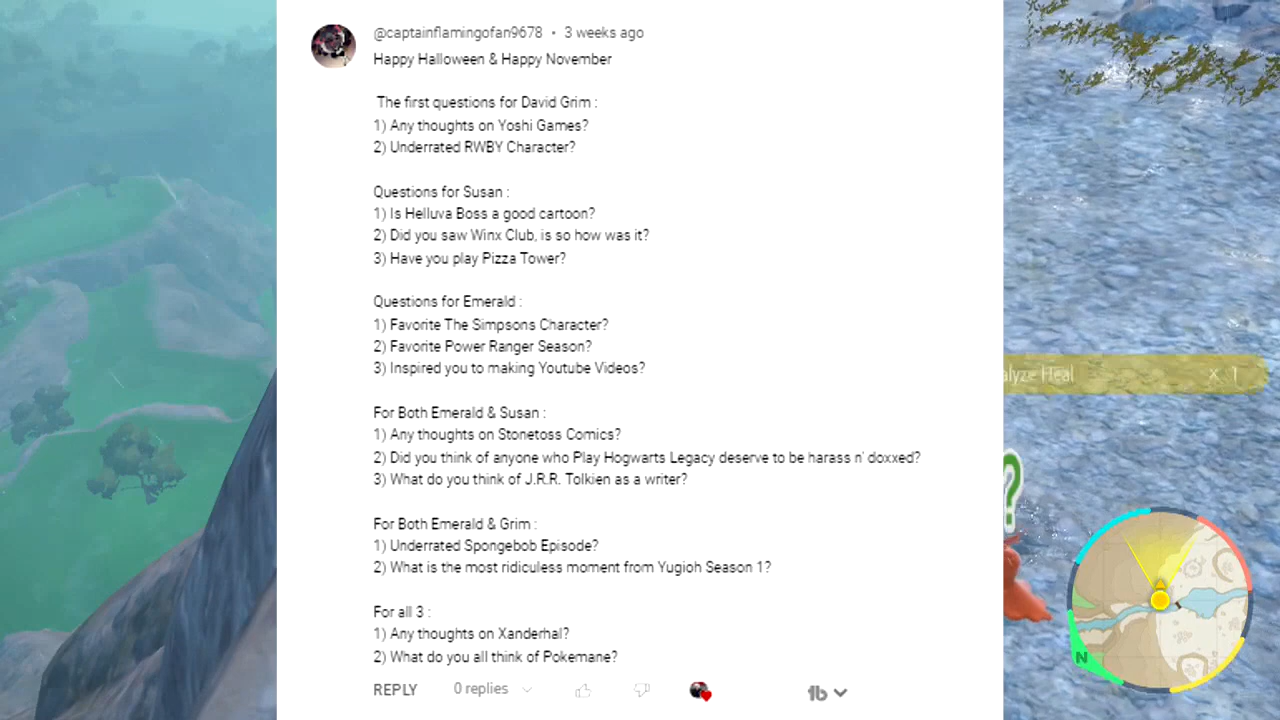 @captainflamingofan9678 • 3 weeks ago
Happy Halloween & Happy November
The first questions for David Grim :
1) Any thoughts on Yoshi Games?
2) Underrated RWBY Character?
Questions for Susan :
1) Is Helluva Boss a good cartoon?
2) Did you saw Winx Club, is so how was it?
3) Have you play Pizza Tower?
Questions for Emerald :
1) Favorite The Simpsons Character?
2) Favorite Power Ranger Season?
3) Inspired you to making Youtube Videos?
For Both Emerald & Susan :
1) Any thoughts on Stonetoss Comics?
2) Did you think of anyone who Play Hogwarts Legacy deserve to be harass n' doxxed?
3) What do you think of J.R.R. Tolkien as a writer?
For Both Emerald & Grim :
1) Underrated Spongebob Episode?
2) What is the most ridiculess moment from Yugioh Season 1?
For all 3 :
1) Any thoughts on Xanderhal?
2) What do you all think of Pokemane?
REPLY 0 replies
alyze Heal × 1
?
N